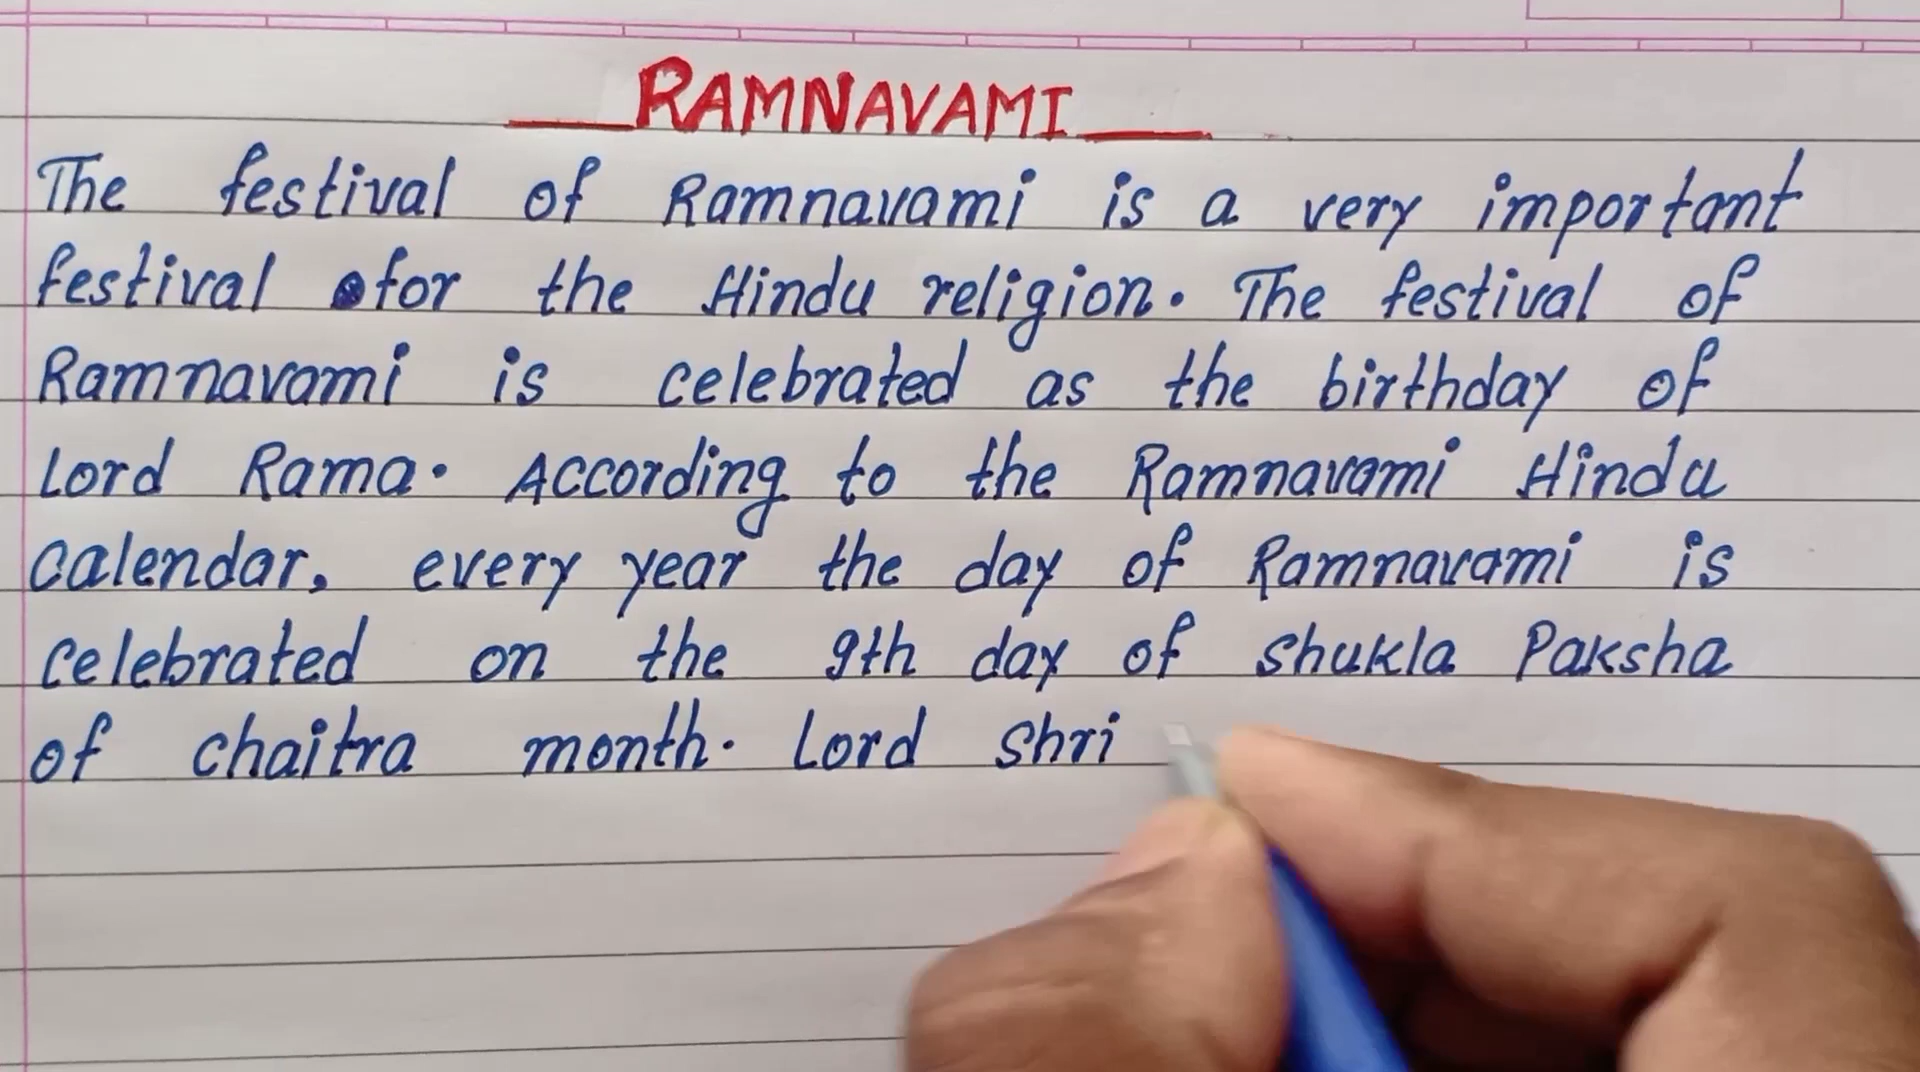 RAMNAVAMI
The festival of Ramnavami is a very important
festival for the Hindu religion. The festival of
Ramnavami is celebrated as the birthday of
Lord Rama. According to the Ramnavami Hindu
calendar, every year the day of Ramnavami is
celebrated on the 9th day of Shukla Paksha
of chaitra month. Lord Shri